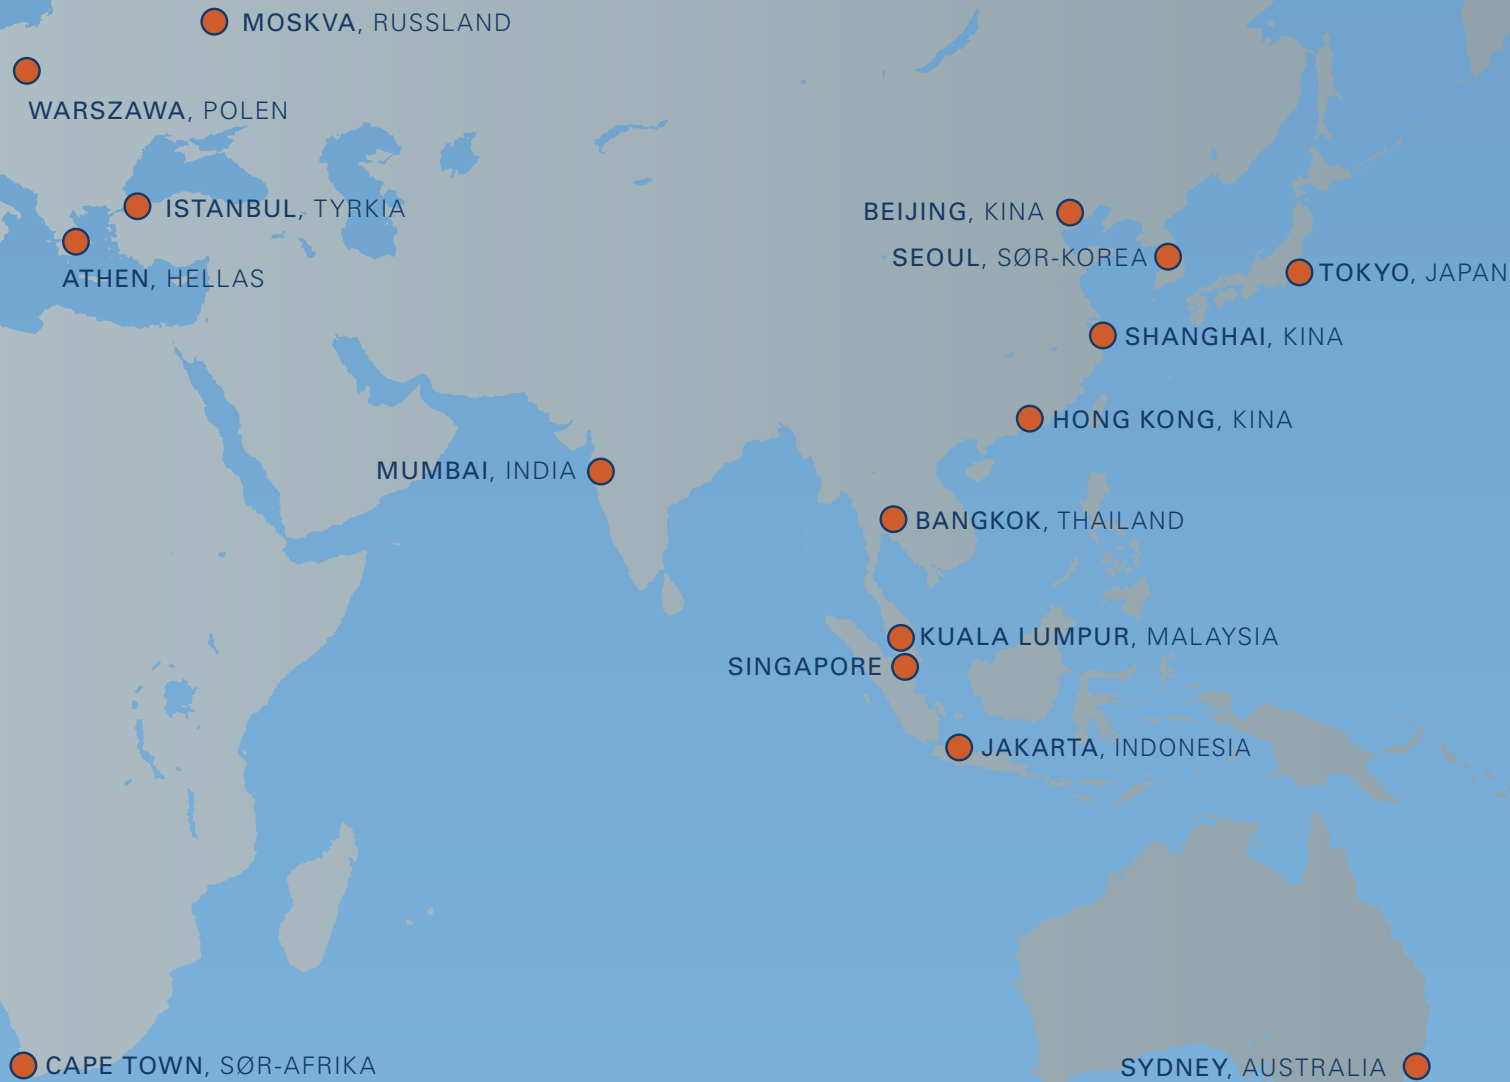 MOSKVA, RUSSLAND
WARSZAWA, POLEN
ISTANBUL, TYRKIA
BEIJING, KINA
SEOUL, SØR-KOREA
TOKYO, JAPAN
ATHEN, HELLAS
SHANGHAI, KINA
HONG KONG, KINA
MUMBAI, INDIA
BANGKOK, THAILAND
KUALA LUMPUR, MALAYSIA
SINGAPORE
JAKARTA, INDONESIA
CAPE TOWN, SØR-AFRIKA
SYDNEY, AUSTRALIA